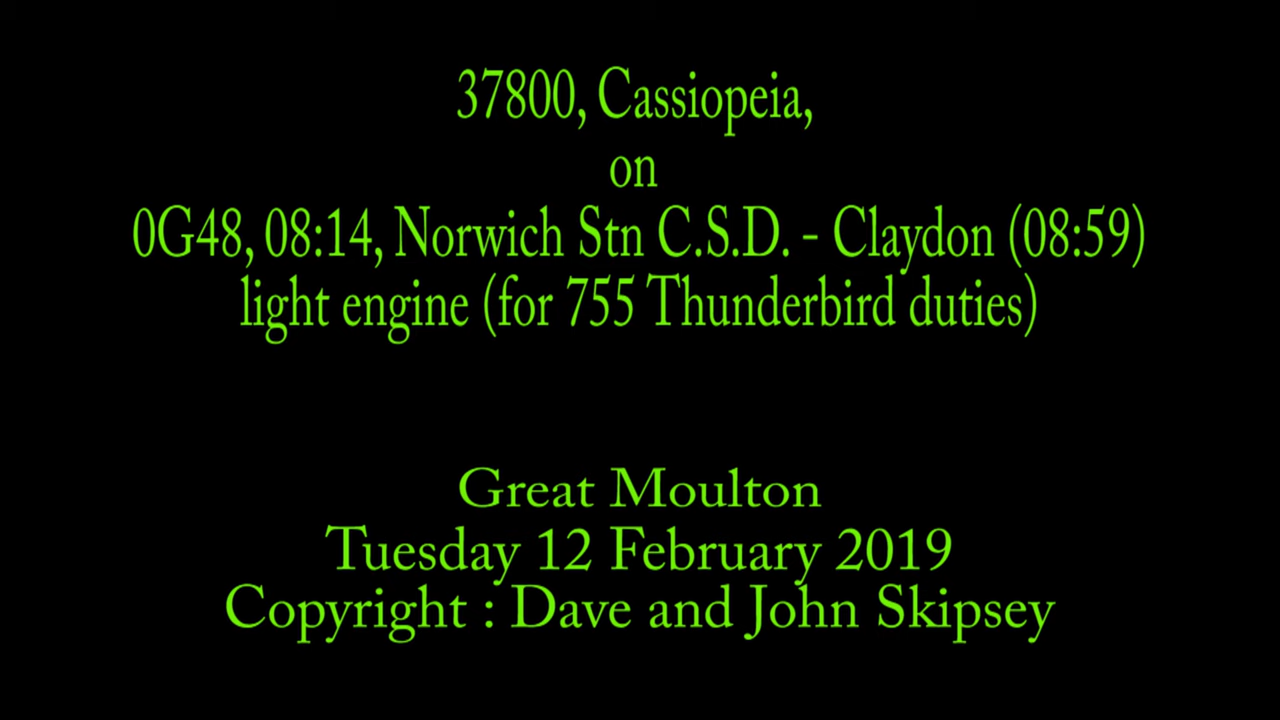 37800, Cassiopeia,
on
0G48, 08:14, Norwich Stn C.S.D. - Claydon (08:59)
light engine (for 755 Thunderbird duties)
Great Moulton
Tuesday 12 February 2019
Copyright : Dave and John Skipsey